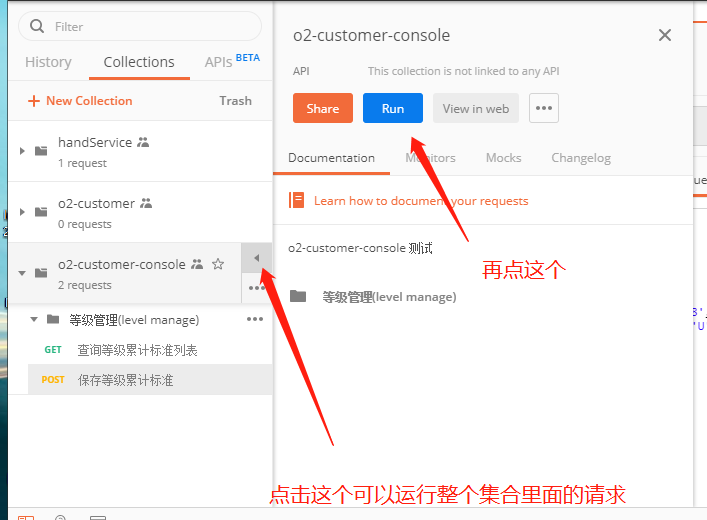 Filter
History
Collections
APIs BETA
+ New Collection
Trash
handService
1 request
o2-customer
0 requests
o2-customer-console
2 requests
等级管理(level manage)
GET 查询等级累计标准列表
POST 保存等级累计标准
o2-customer-console
API
This collection is not linked to any API
Share
Run
View in web
Documentation
Monitors
Mocks
Changelog
Learn how to document your requests
o2-customer-console 测试
等级管理(level manage)
再点这个
点击这个可以运行整个集合里面的请求